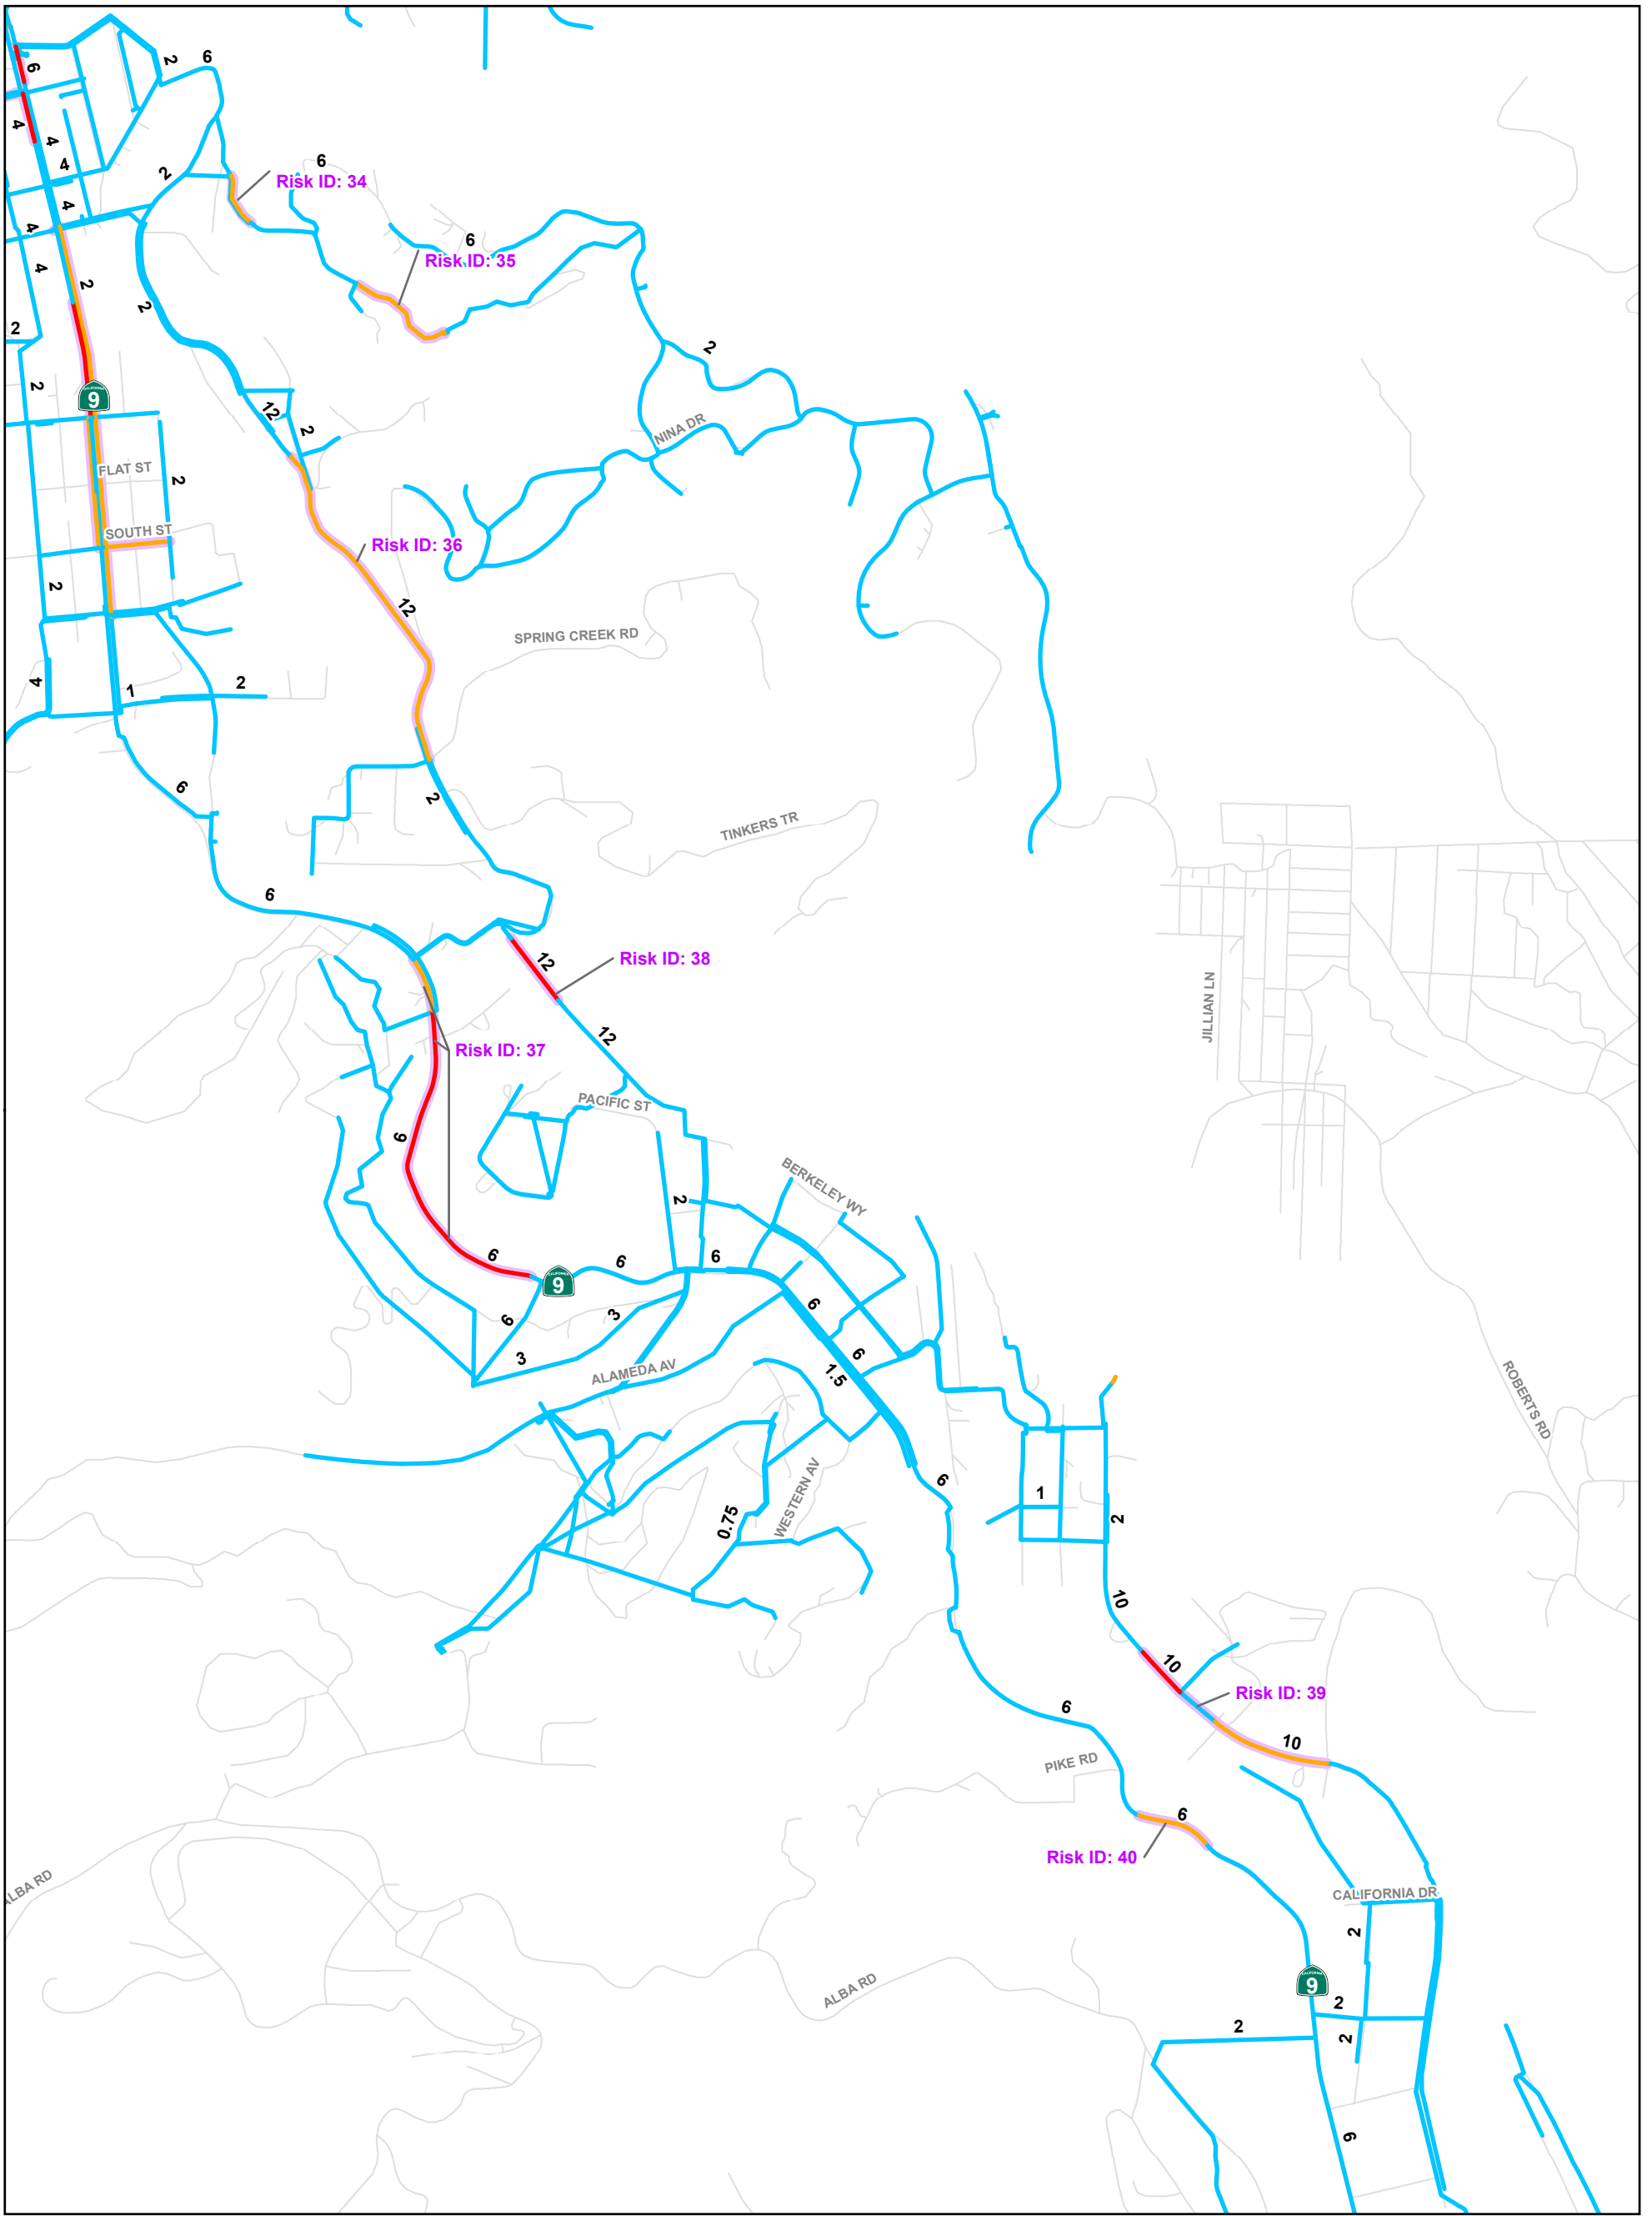 2
6
6
4
4
4
2
6
Risk ID: 34
4
4
6
Risk ID: 35
4
2
2
2
2
2
CALIFORNIA
9
12
NINA DR
2
FLAT ST
2
SOUTH ST
Risk ID: 36
2
12
SPRING CREEK RD
4
1
2
6
2
TINKERS TR
6
12
Risk ID: 38
JILLIAN LN
12
Risk ID: 37
PACIFIC ST
6
BERKELEY WY
2
6
6
6
CALIFORNIA
9
6
3
6
6
1.5
3
ALAMEDA AV
ROBERTS RD
6
WESTERN AV
1
0.75
2
10
10
Risk ID: 39
6
10
PIKE RD
6
Risk ID: 40
ALBA RD
CALIFORNIA DR
2
CALIFORNIA
9
ALBA RD
2
2
2
6